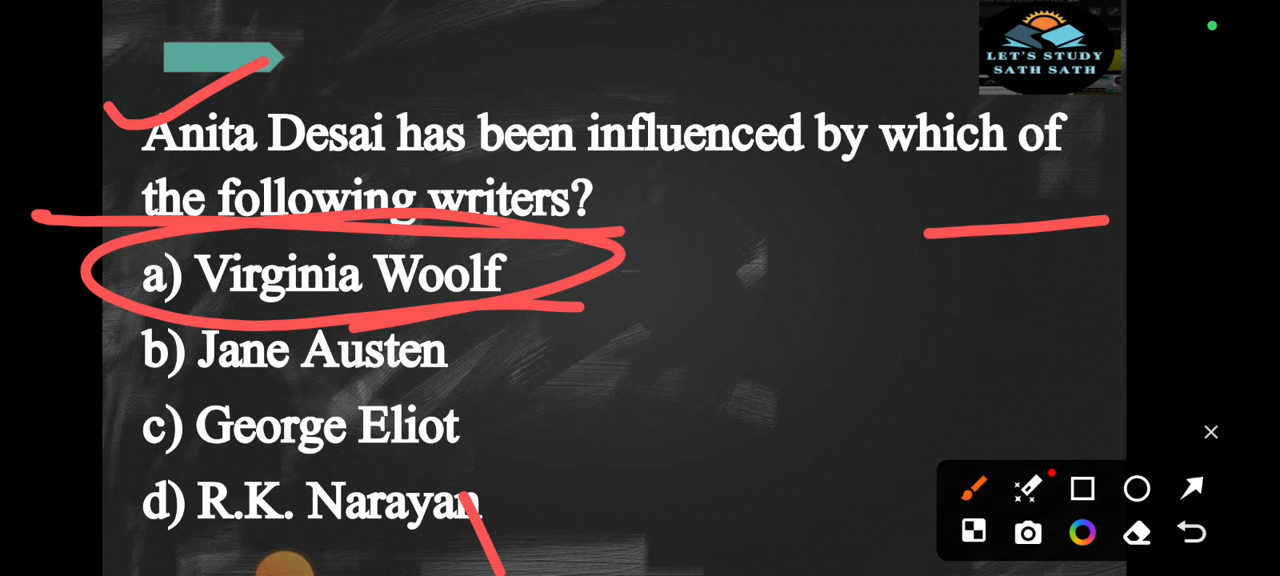 LET'S STUDY
SATH SATH
Anita Desai has been influenced by which of
the following writers?
a) Virginia Woolf
b) Jane Austen
c) George Eliot
d) R.K. Narayan